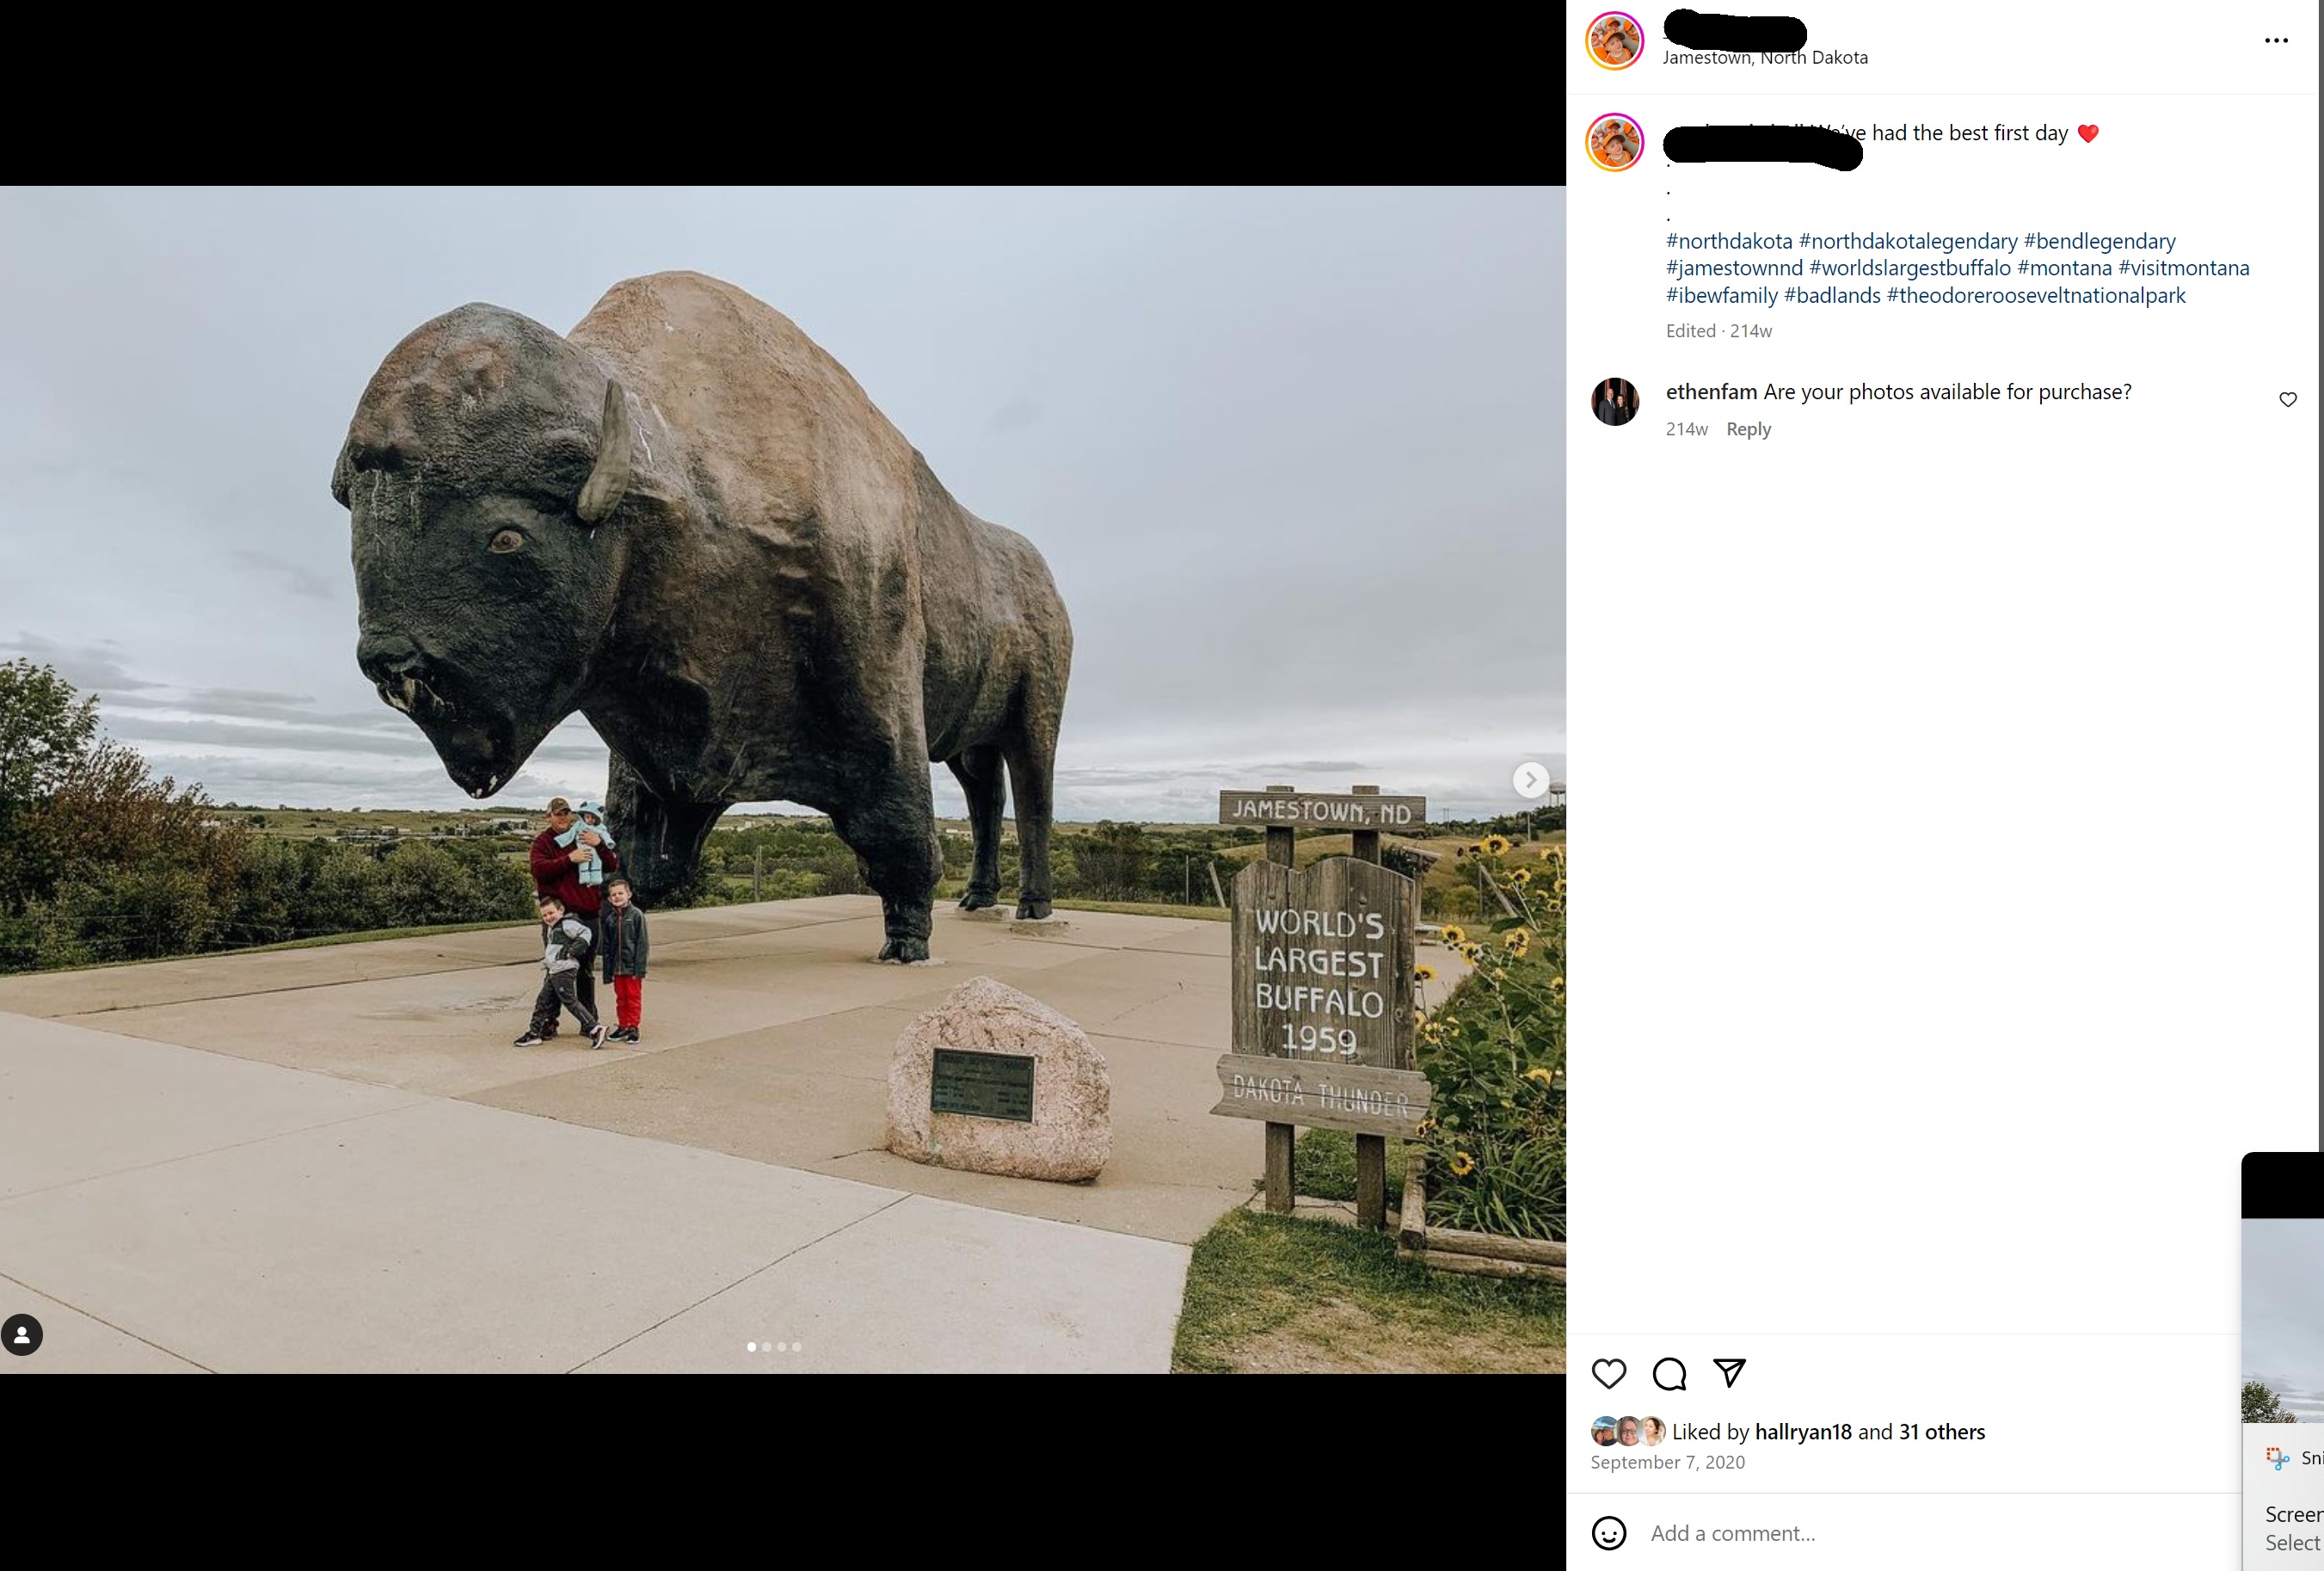 JAMESTOWN, ND
WORLD'S
LARGEST
BUFFALO
1959
DAKOTA THUNDER
Jamestown, North Dakota
had the best first day ❤️
.
.
.
#northdakota #northdakotalegendary #bendlegendary
#jamestownnd #worldslargestbuffalo #montana #visitmontana
#ibewfamily #badlands #theodorerooseveltnationalpark
Edited · 214w
ethenfam Are your photos available for purchase?
214w Reply
Liked by hallryan18 and 31 others
September 7, 2020
Add a comment...
Screen
Select